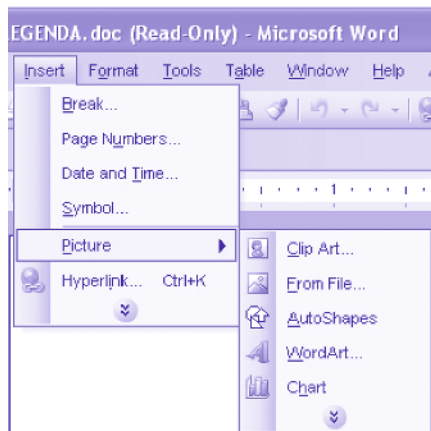 EGENDA.doc (Read-Only) - Microsoft Word
Insert Format Tools Table Window Help
Break...
Page Numbers...
Date and Time...
Symbol...
Picture
Hyperlink... Ctrl+K
1
Clip Art...
From File...
AutoShapes
WordArt...
Chart